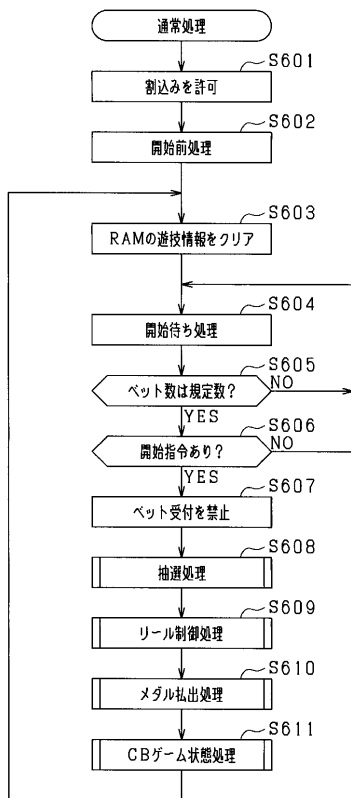 通常処理
S601
割込みを許可
S602
開始前処理
S603
RAMの遊技情報をクリア
S604
開始待ち処理
S605
ベット数は規定数?
NO
YES
S606
開始指令あり?
NO
YES
S607
ベット受付を禁止
S608
抽選処理
S609
リール制御処理
S610
メダル払出処理
S611
CBゲーム状態処理